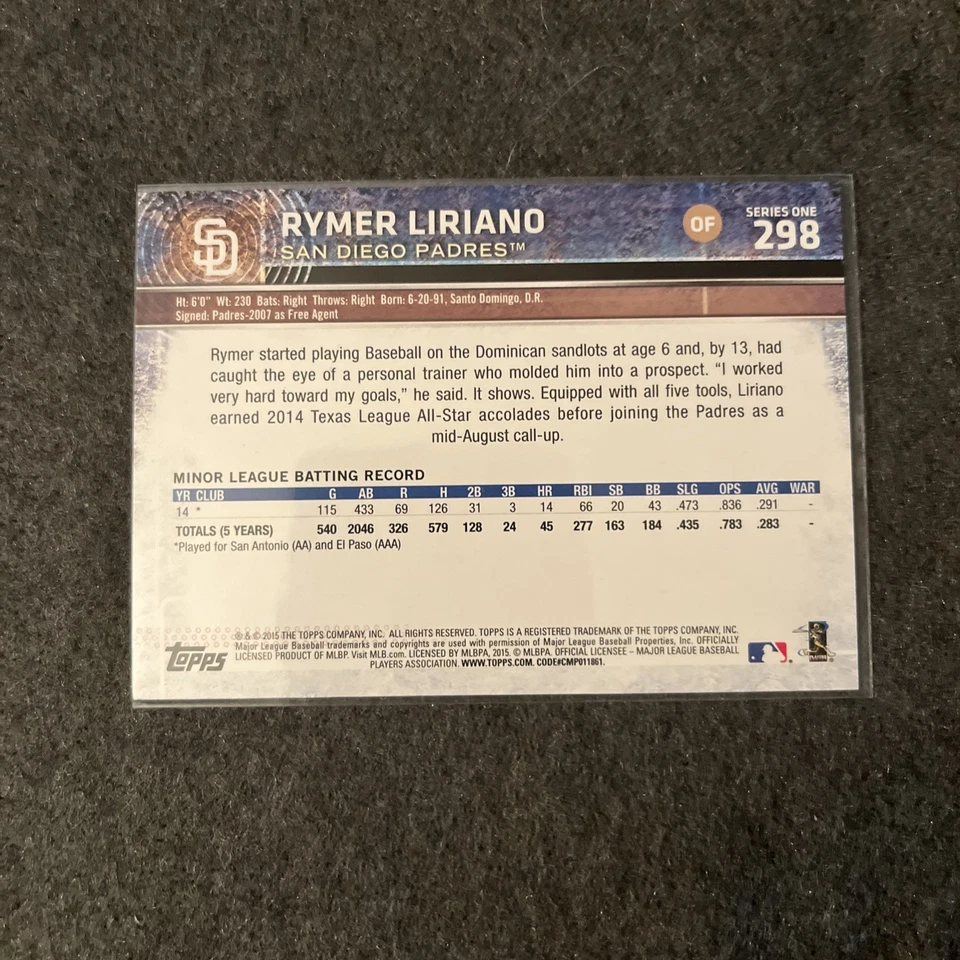 SD
RYMER LIRIANO
SAN DIEGO PADRES™
OF
SERIES ONE
298
Ht: 6'0" Wt: 230 Bats: Right Throws: Right Born: 6-20-91, Santo Domingo, D.R.
Signed: Padres-2007 as Free Agent
Rymer started playing Baseball on the Dominican sandlots at age 6 and, by 13, had
caught the eye of a personal trainer who molded him into a prospect. “I worked
very hard toward my goals,” he said. It shows. Equipped with all five tools, Liriano
earned 2014 Texas League All-Star accolades before joining the Padres as a
mid-August call-up.
MINOR LEAGUE BATTING RECORD
YR CLUB G AB R H 2B 3B HR RBI SB BB SLG OPS AVG WAR
14 * 115 433 69 126 31 3 14 66 20 43 .473 .836 .291 -
TOTALS (5 YEARS) 540 2046 326 579 128 24 45 277 163 184 .435 .783 .283 -
*Played for San Antonio (AA) and El Paso (AAA)
Topps
® & © 2015 THE TOPPS COMPANY, INC. ALL RIGHTS RESERVED. TOPPS IS A REGISTERED TRADEMARK OF THE TOPPS COMPANY, INC.
Major League Baseball trademarks and copyrights are used with permission of Major League Baseball Properties, Inc. OFFICIALLY
LICENSED PRODUCT OF MLBP. Visit MLB.com. LICENSED BY MLBPA, 2015. © MLBPA. OFFICIAL LICENSEE – MAJOR LEAGUE BASEBALL
PLAYERS ASSOCIATION. WWW.TOPPS.COM. CODE#CMP011861.